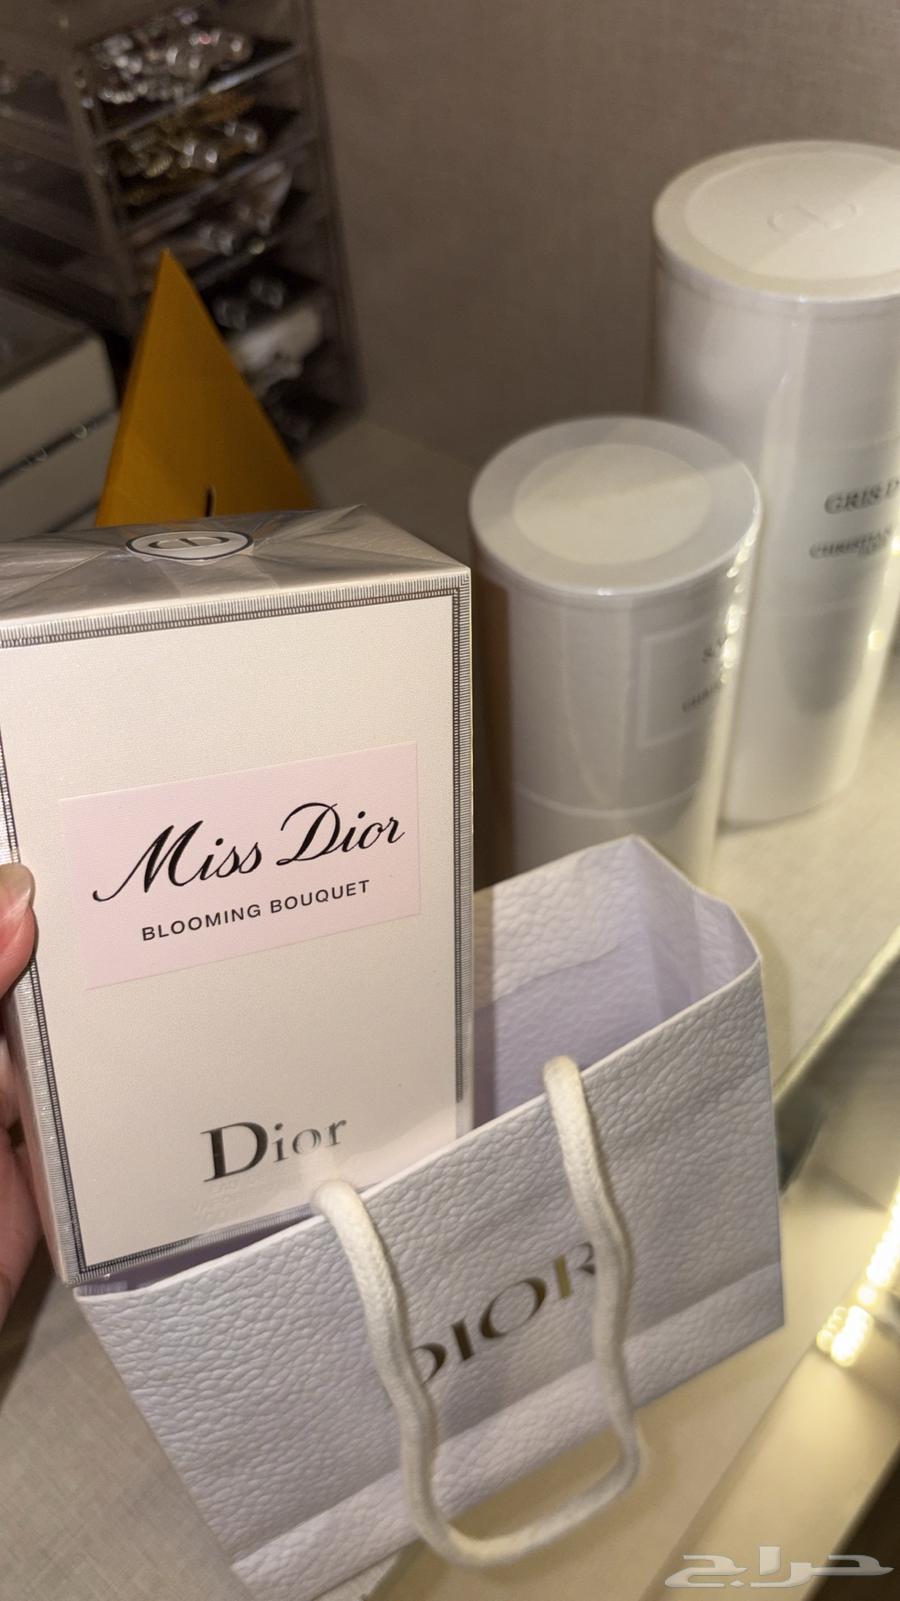 GRIS D
CHRISTIAN
Miss Dior
BLOOMING BOUQUET
Dior
DIOR
حراج